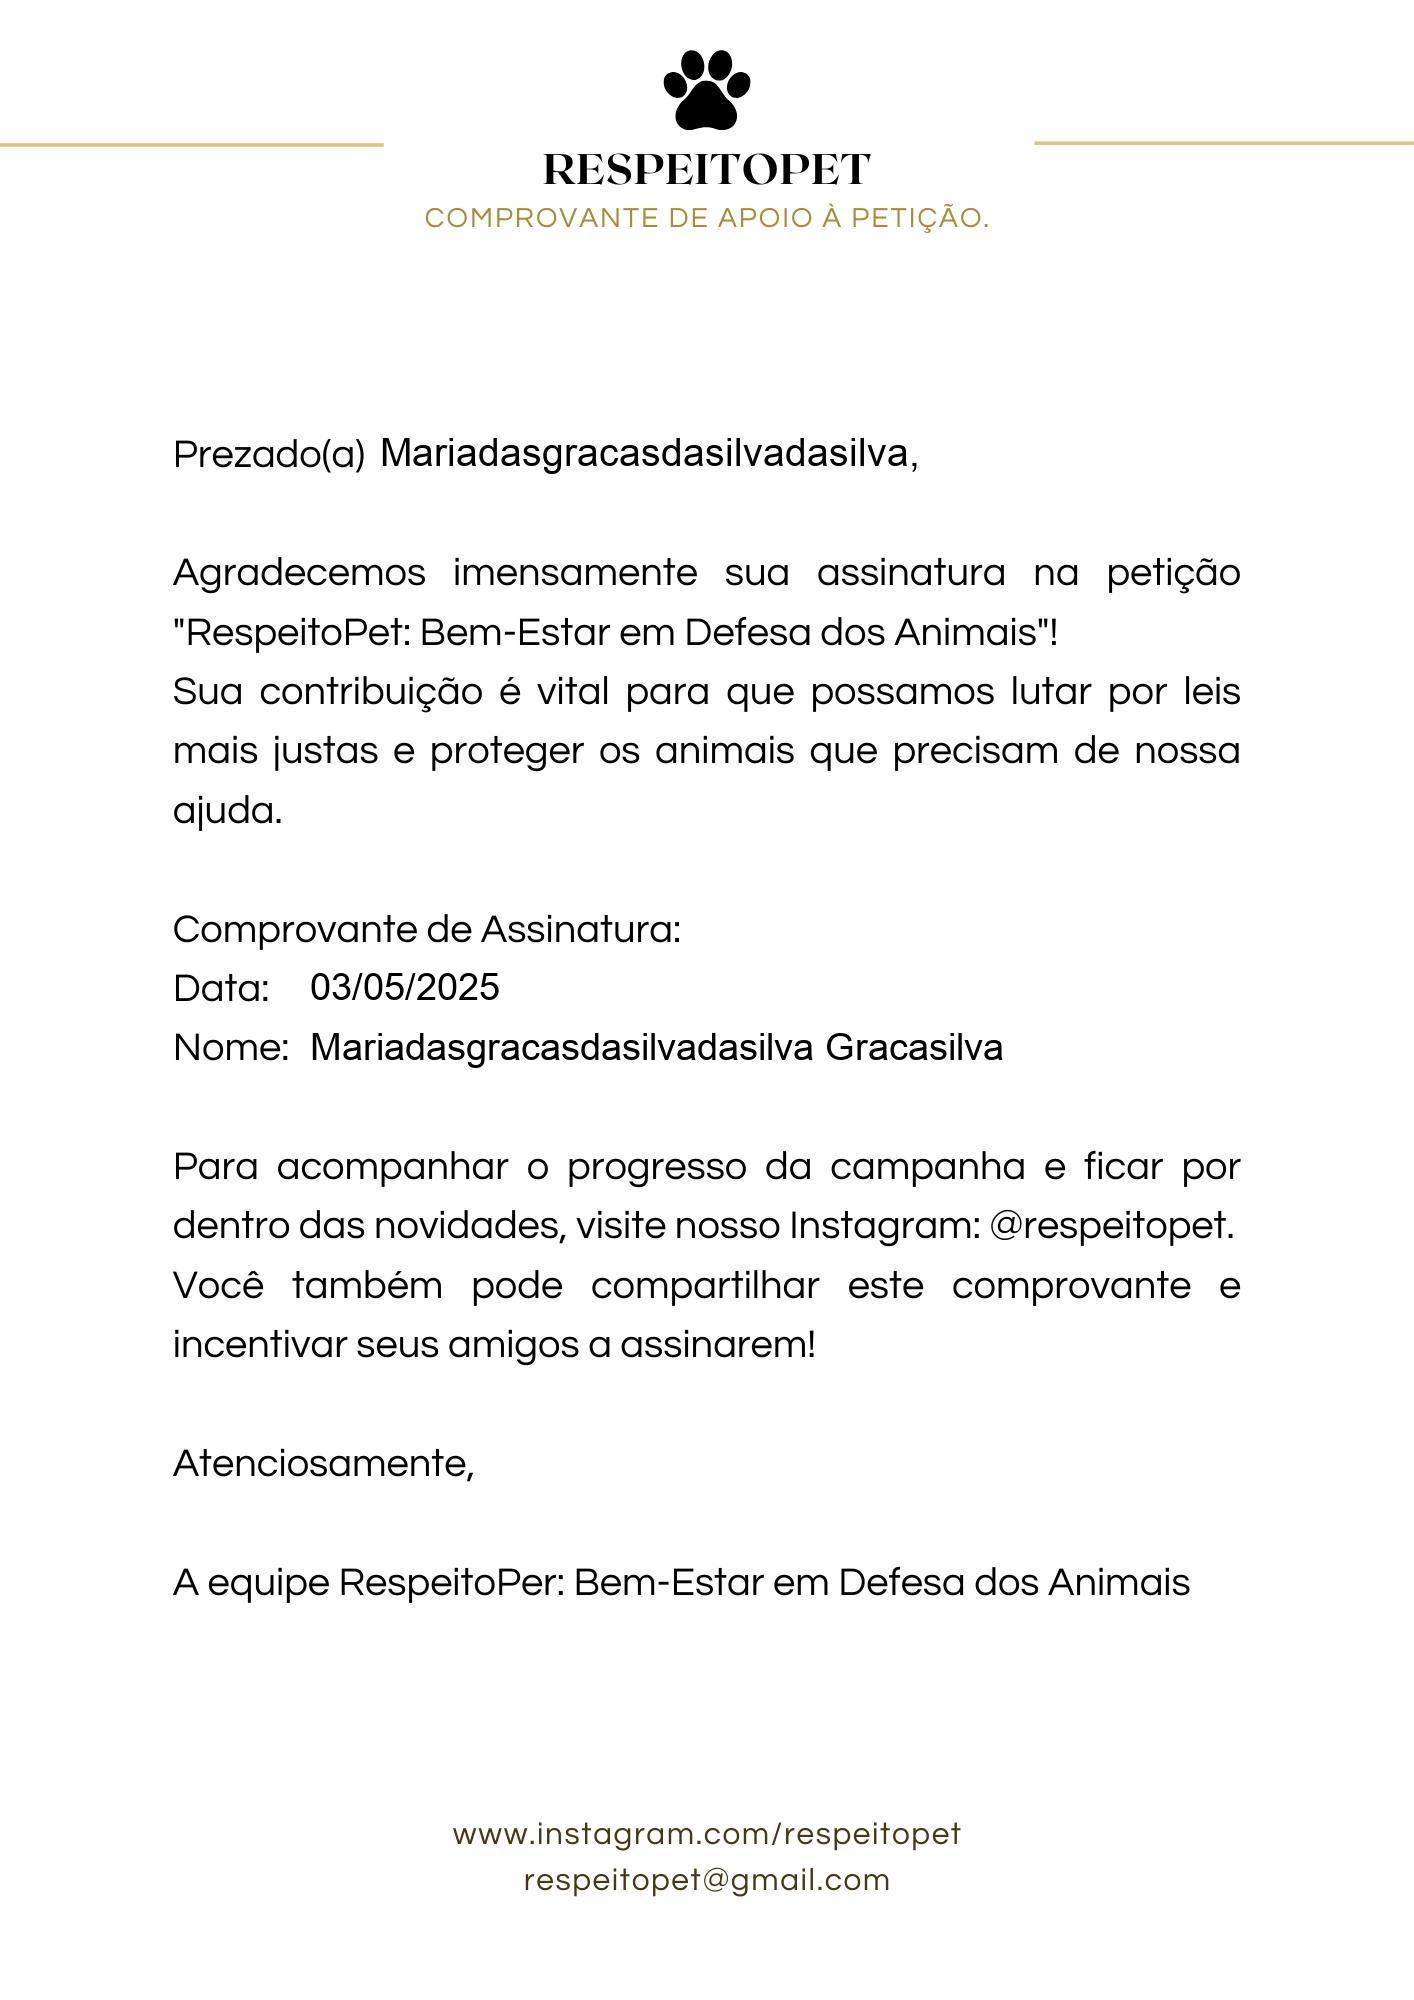 RESPEITOPET
COMPROVANTE DE APOIO À PETIÇÃO.
Prezado(a) Mariadasgracasdasilvadasilva,
Agradecemos imensamente sua assinatura na petição
"RespeitoPet: Bem-Estar em Defesa dos Animais"!
Sua contribuição é vital para que possamos lutar por leis
mais justas e proteger os animais que precisam de nossa
ajuda.
Comprovante de Assinatura:
Data: 03/05/2025
Nome: Mariadasgracasdasilvadasilva Gracasilva
Para acompanhar o progresso da campanha e ficar por
dentro das novidades, visite nosso Instagram: @respeitopet.
Você também pode compartilhar este comprovante e
incentivar seus amigos a assinarem!
Atenciosamente,
A equipe RespeitoPer: Bem-Estar em Defesa dos Animais
www.instagram.com/respeitopet
respeitopet@gmail.com